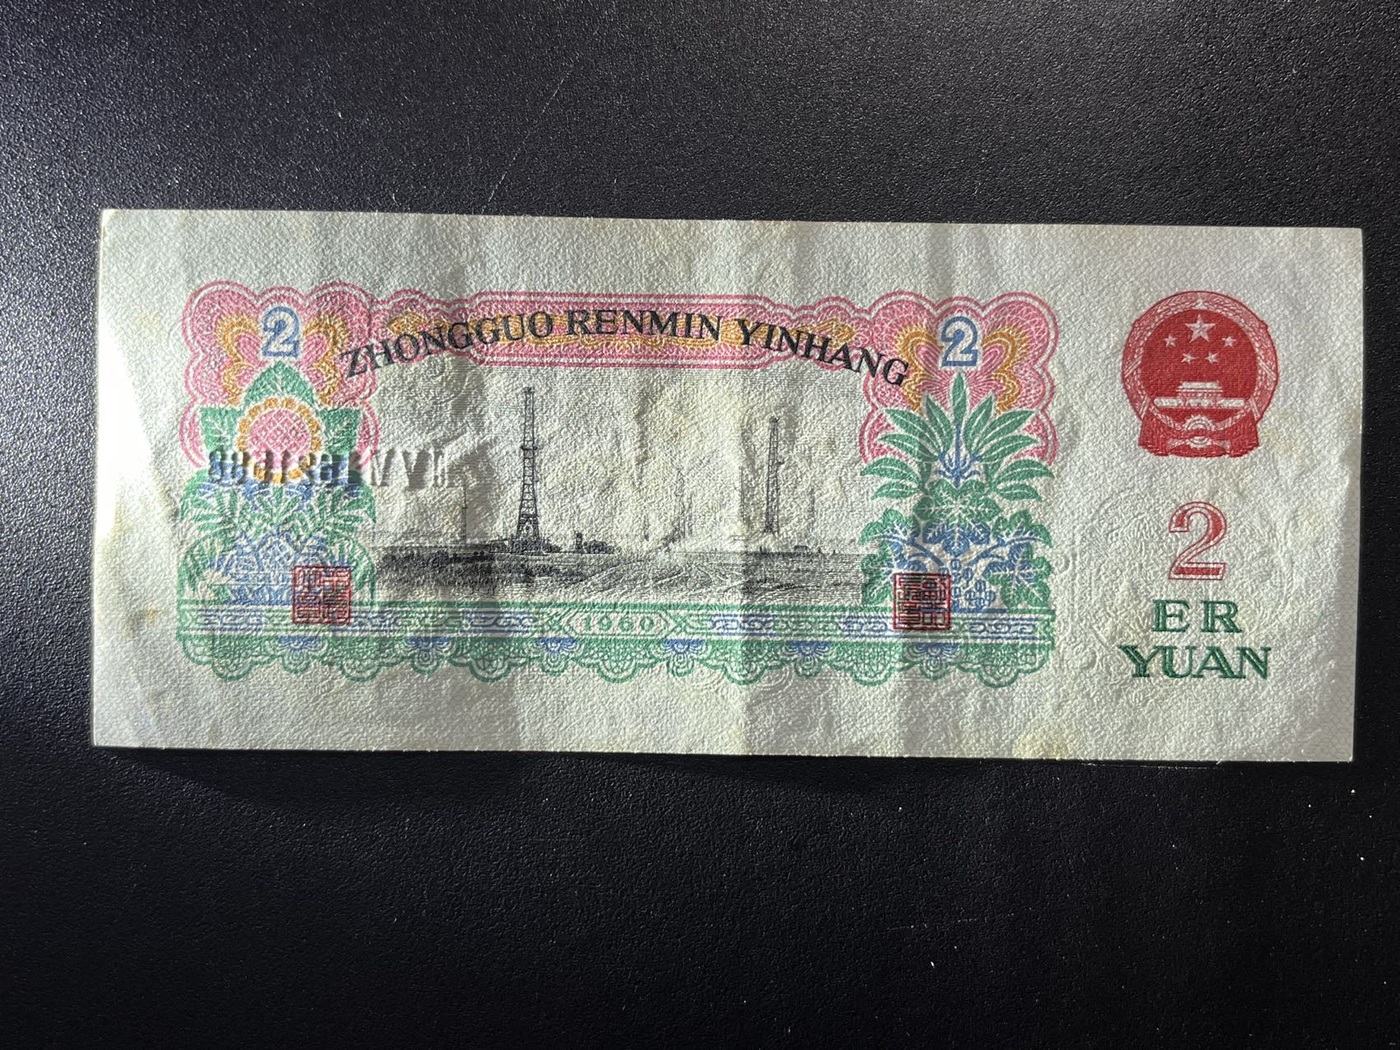 2
ZHONGGUO RENMIN YINHANG
2
2
ER
YUAN
1960